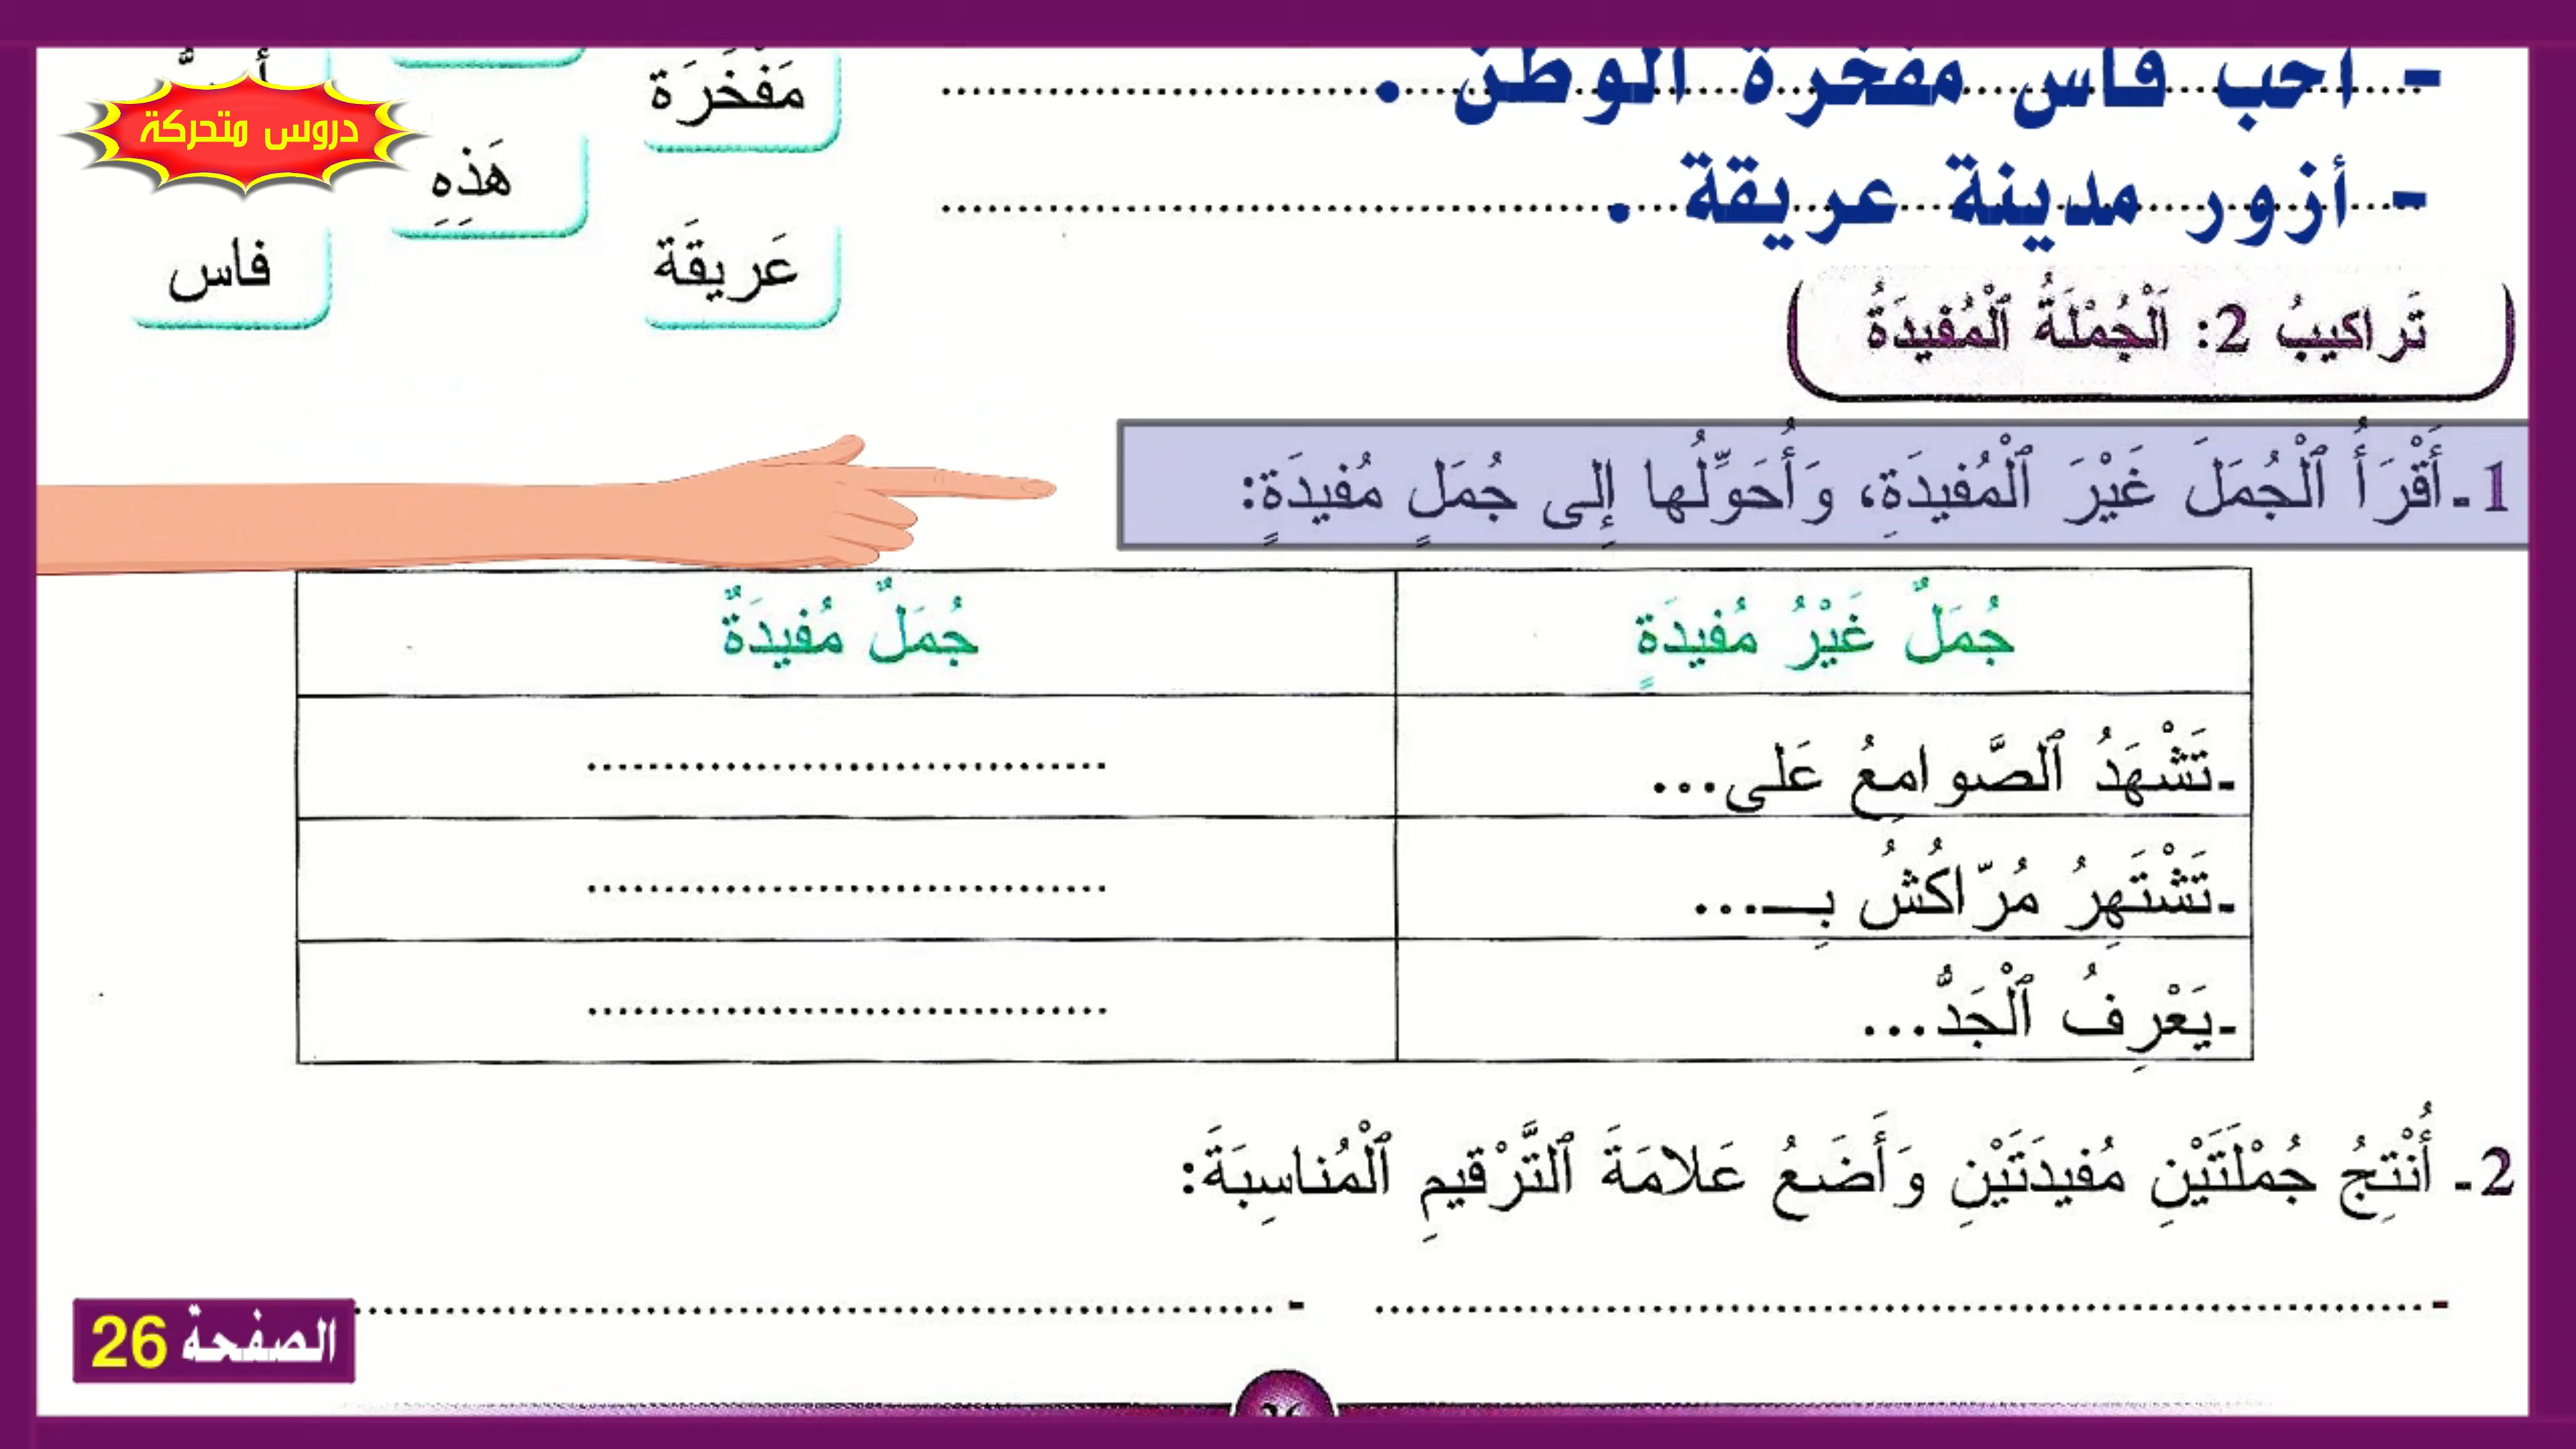 - أحب فاس مفخرة الوطن .
مَفْخَرَة
دروس متحركة
هَذِهِ
- أزور مدينة عريقة .
عَريقَة
فاس
تَراكيبُ 2: اَلْجُمْلَةُ ٱلْمُفيدَةُ
1-أَقْرَأُ ٱلْجُمَلَ غَيْرَ ٱلْمُفيدَةِ، وَأُحَوِّلُها إِلى جُمَلٍ مُفيدَةٍ:
جُمَلٌ غَيْرُ مُفيدَةٍ
جُمَلٌ مُفيدَةٌ
-تَشْهَدُ ٱلصَّوامِعُ عَلى...
-تَشْتَهِرُ مُرّاكُشُ بِـ...
-يَعْرِفُ ٱلْجَدُّ...
2- أُنْتِجُ جُمْلَتَيْنِ مُفيدَتَيْنِ وَأَضَعُ عَلامَةَ ٱلتَّرْقيمِ ٱلْمُناسِبَةَ:
الصفحة 26